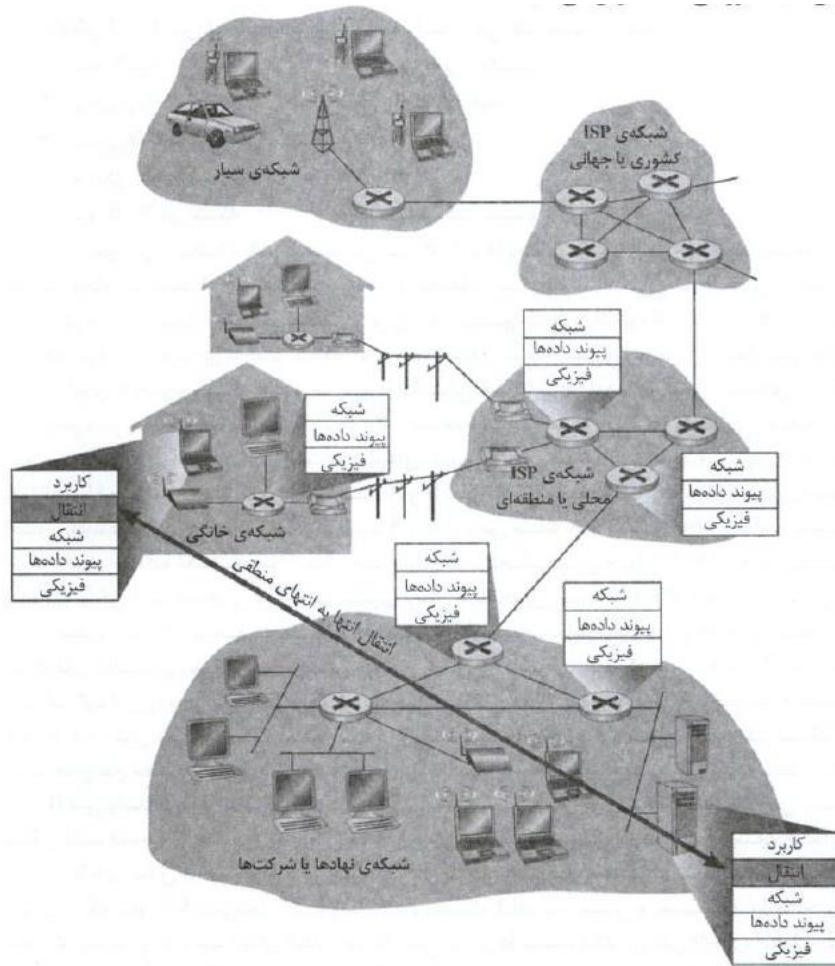 شبکه‌ی سیار
شبکه‌ی ISP
کشوری یا جهانی
شبکه
پیوند داده‌ها
فیزیکی
شبکه
پیوند داده‌ها
فیزیکی
شبکه‌ی ISP
محلی یا منطقه‌ای
شبکه
پیوند داده‌ها
فیزیکی
شبکه‌ی خانگی
کاربرد
انتقال
شبکه
پیوند داده‌ها
فیزیکی
شبکه
پیوند داده‌ها
فیزیکی
انتقال انتها به انتهای منطقی
شبکه
پیوند داده‌ها
فیزیکی
شبکه‌ی نهادها یا شرکت‌ها
کاربرد
انتقال
شبکه
پیوند داده‌ها
فیزیکی